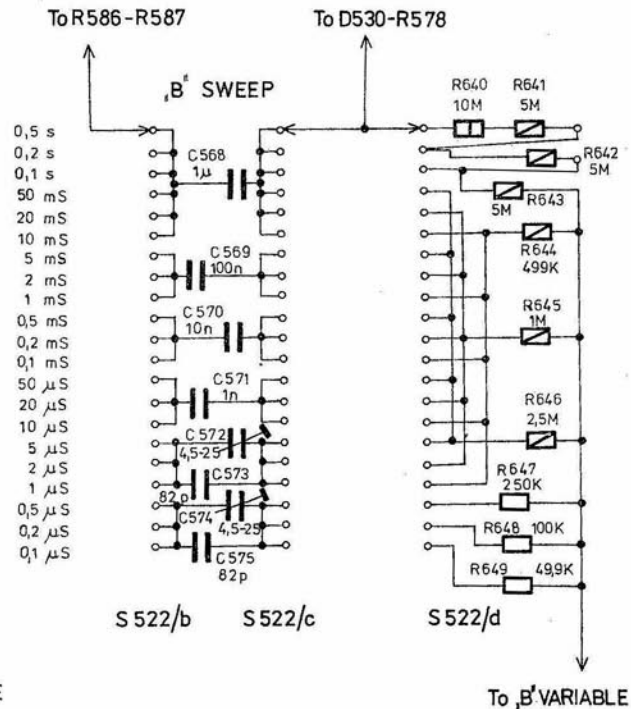 To R586-R587
To D530-R578
„B" SWEEP
0,5 s
0,2 s
0,1 s
50 mS
20 mS
10 mS
5 mS
2 mS
1 mS
0,5 mS
0,2 mS
0,1 mS
50 µS
20 µS
10 µS
5 µS
2 µS
1 µS
0,5 µS
0,2 µS
0,1 µS
C568
1µ
C569
100n
C570
10n
C571
1n
C572
4,5-25
C573
82p
C574
4,5-25
C575
82p
R640
10M
R641
5M
R642
5M
R643
5M
R644
499K
R645
1M
R646
2,5M
R647
250K
R648 100K
R649 49,9K
S522/b
S522/c
S522/d
E
To „B" VARIABLE